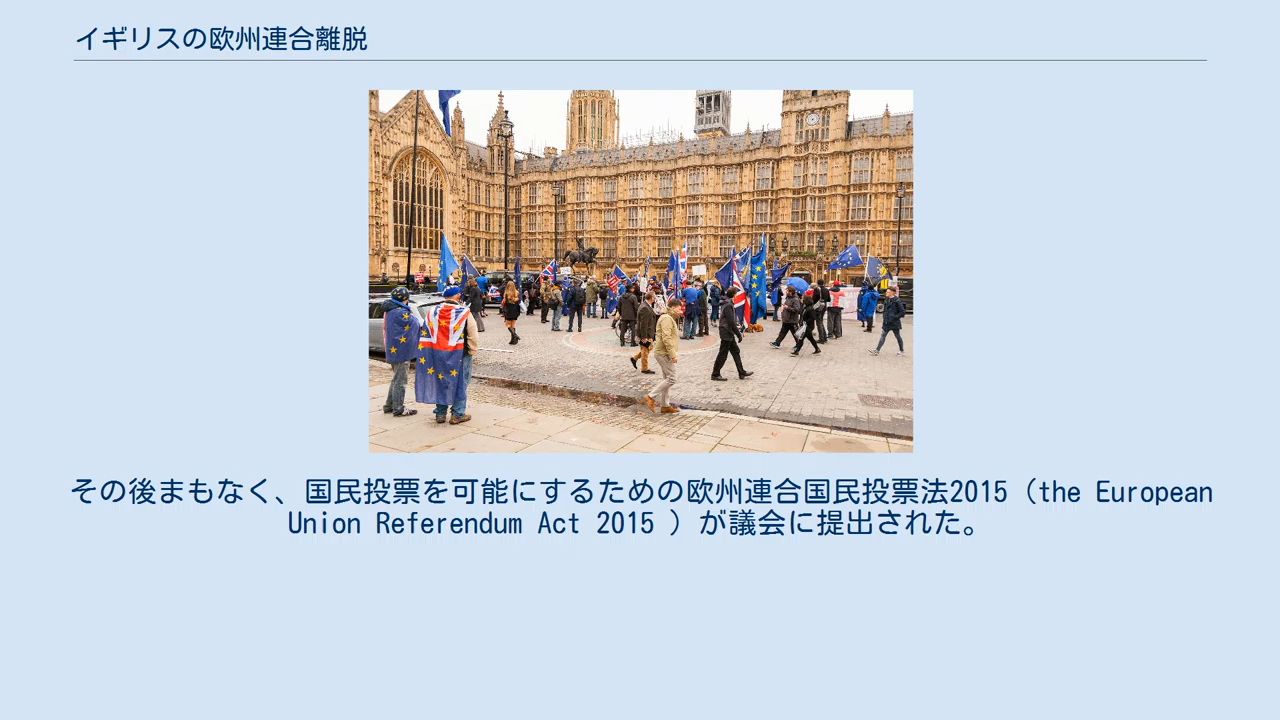 イギリスの欧州連合離脱
その後まもなく、国民投票を可能にするための欧州連合国民投票法2015（the European
Union Referendum Act 2015 ）が議会に提出された。